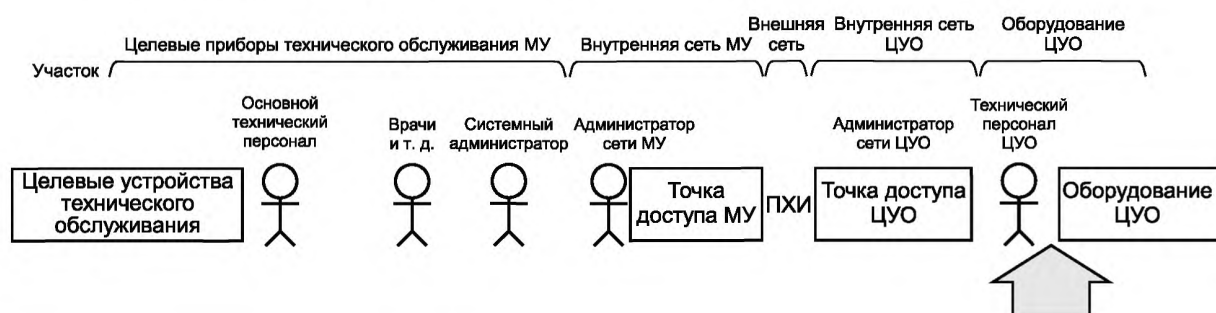 Целевые приборы технического обслуживания МУ
Внутренняя сеть МУ
Внешняя
сеть
Внутренняя сеть
ЦУО
Оборудование
ЦУО
Участок
Основной
технический
персонал
Врачи
и т. д.
Системный
администратор
Администратор
сети МУ
Администратор
сети ЦУО
Технический
персонал
ЦУО
Целевые устройства
технического
обслуживания
Точка
доступа МУ
ПХИ
Точка доступа
ЦУО
Оборудование
ЦУО